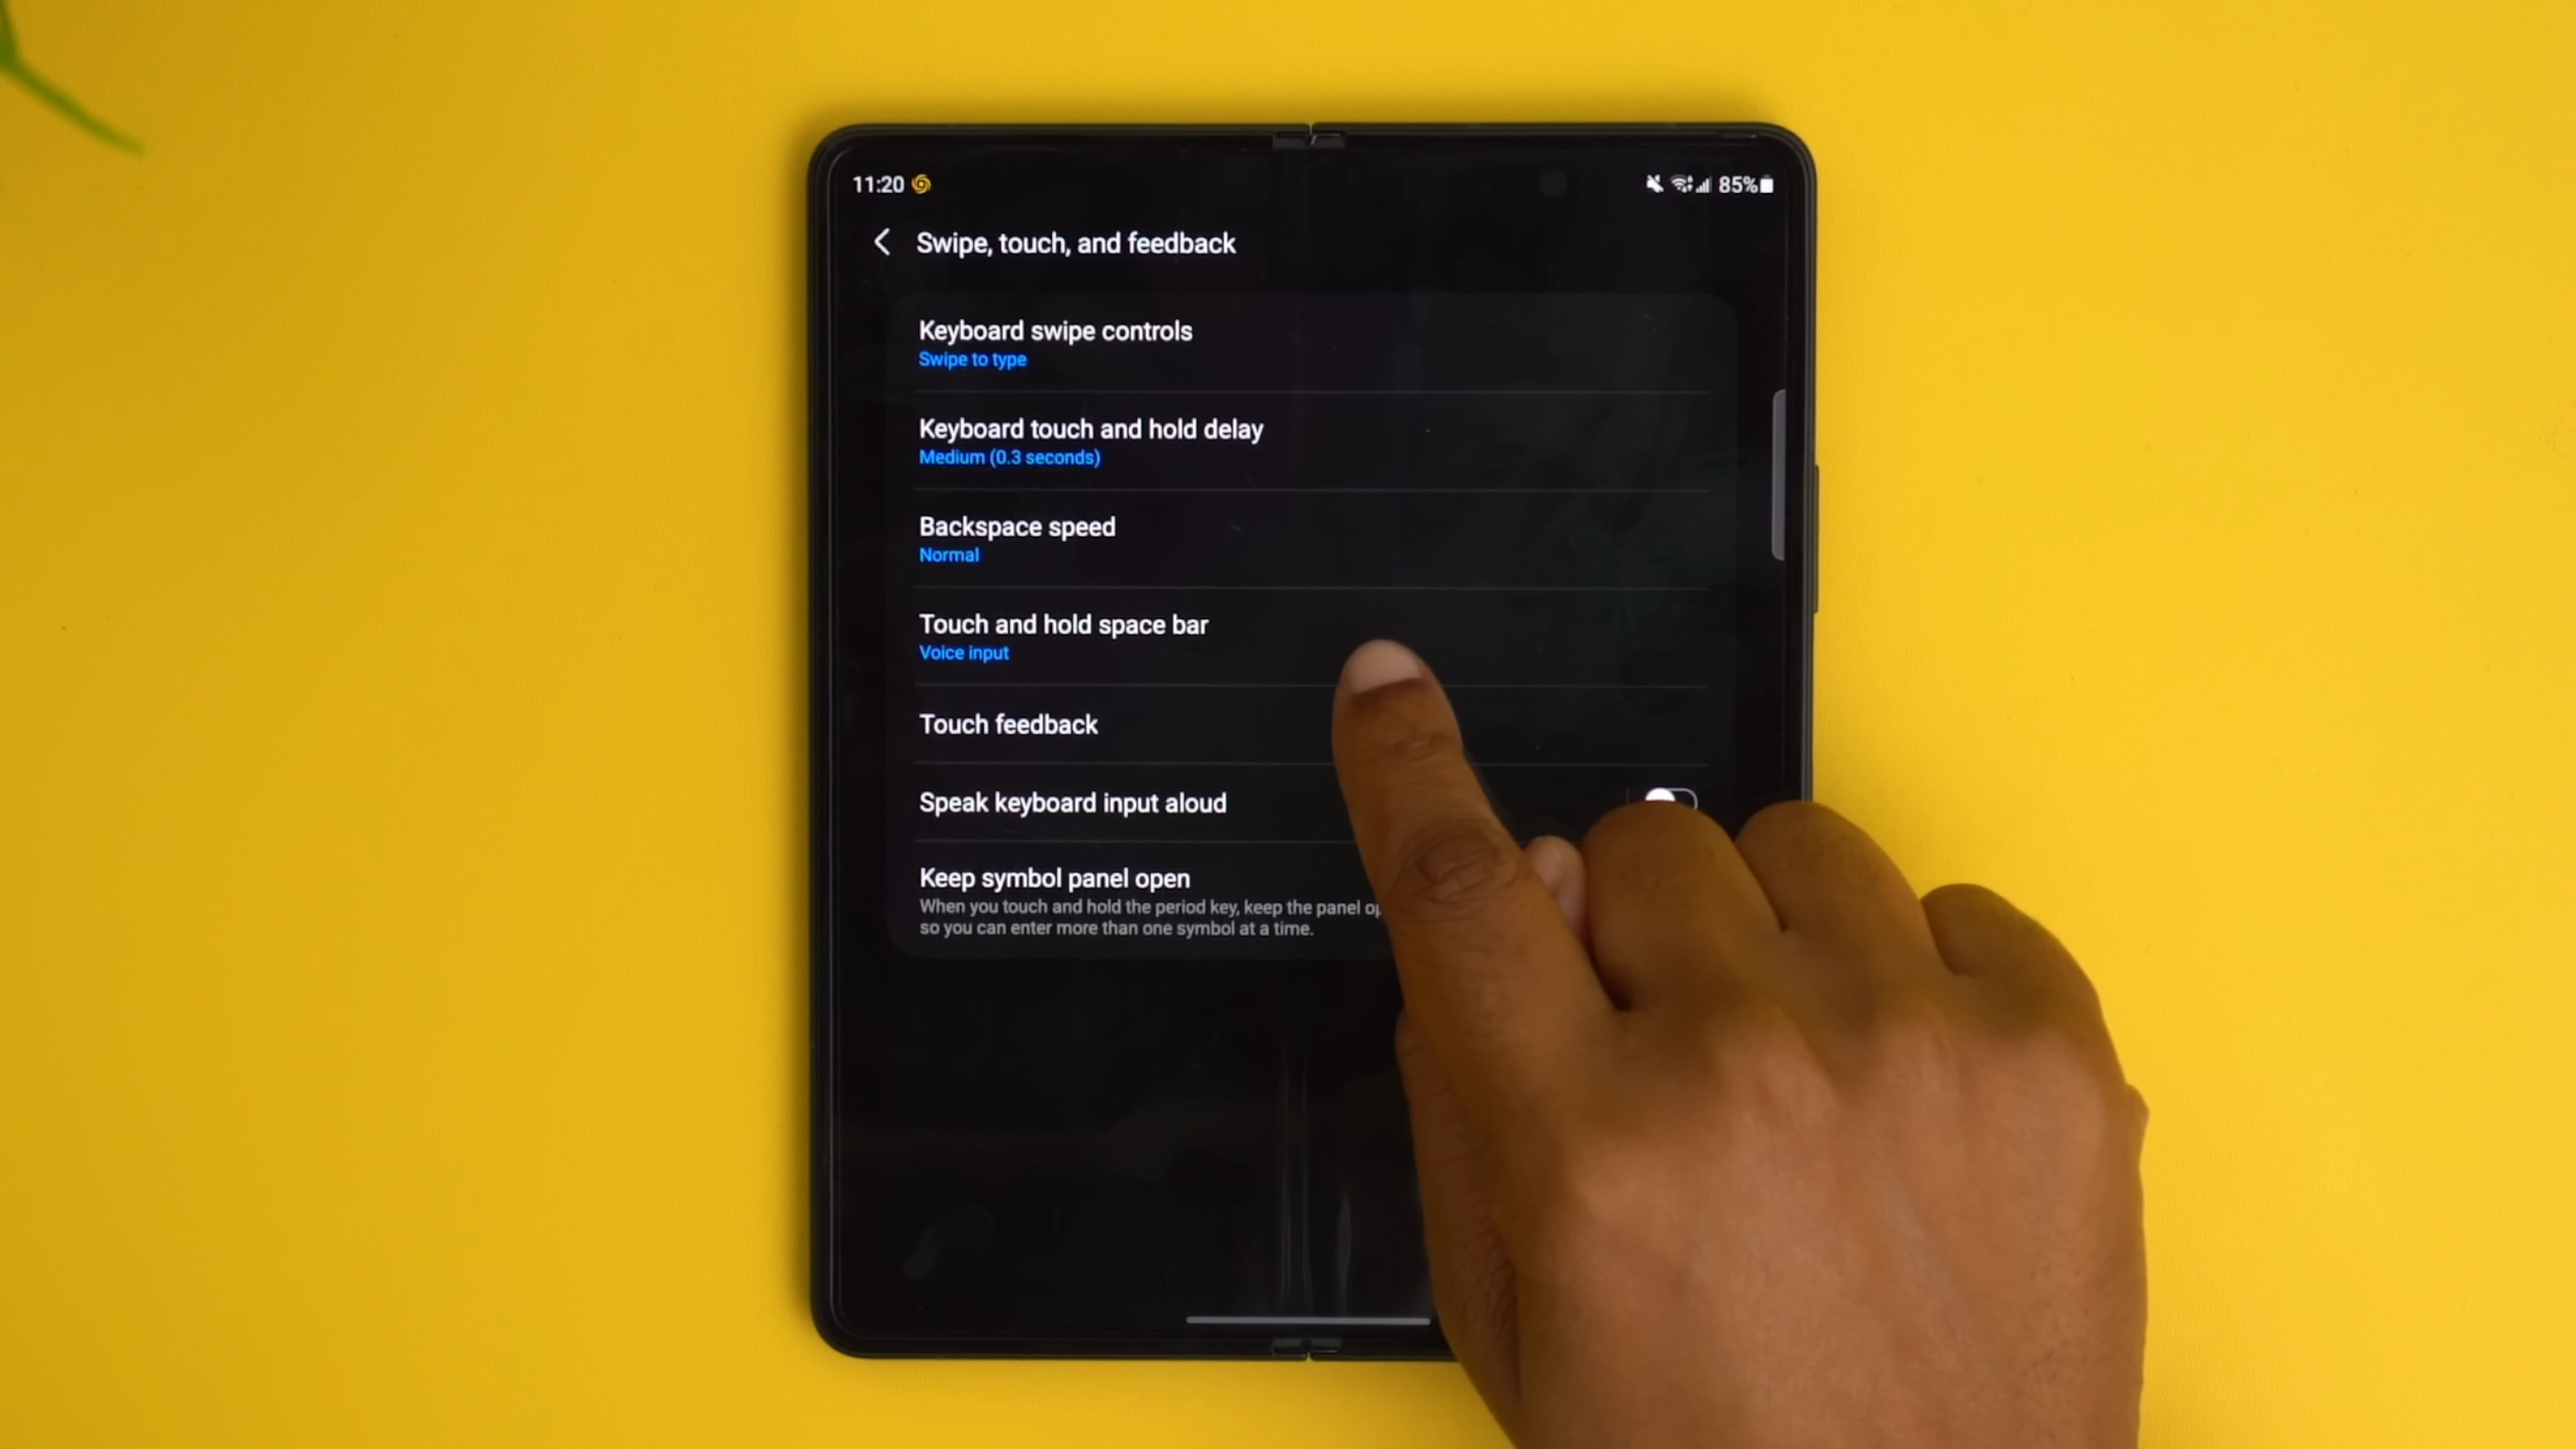 11:20
85%
Swipe, touch, and feedback
Keyboard swipe controls
Swipe to type
Keyboard touch and hold delay
Medium (0.3 seconds)
Backspace speed
Normal
Touch and hold space bar
Voice input
Touch feedback
Speak keyboard input aloud
Keep symbol panel open
When you touch and hold the period key, keep the panel
so you can enter more than one symbol at a time.